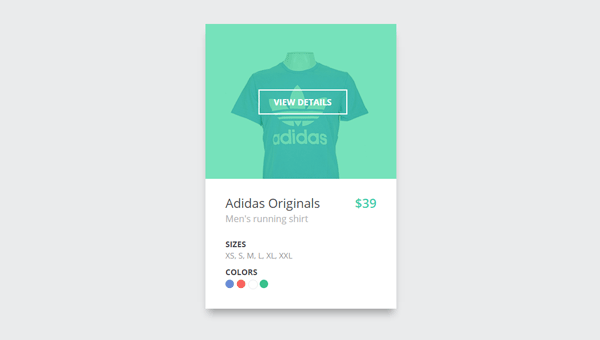 VIEW DETAILS
adidas
Adidas Originals $39
Men's running shirt
SIZES
XS, S, M, L, XL, XXL
COLORS